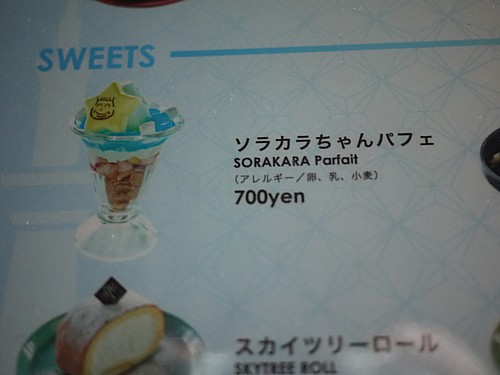 SWEETS
ソラカラちゃんパフェ
SORAKARA Parfait
(アレルギー/卵、乳、小麦)
700yen
スカイツリーロール
SKYTREE ROLL